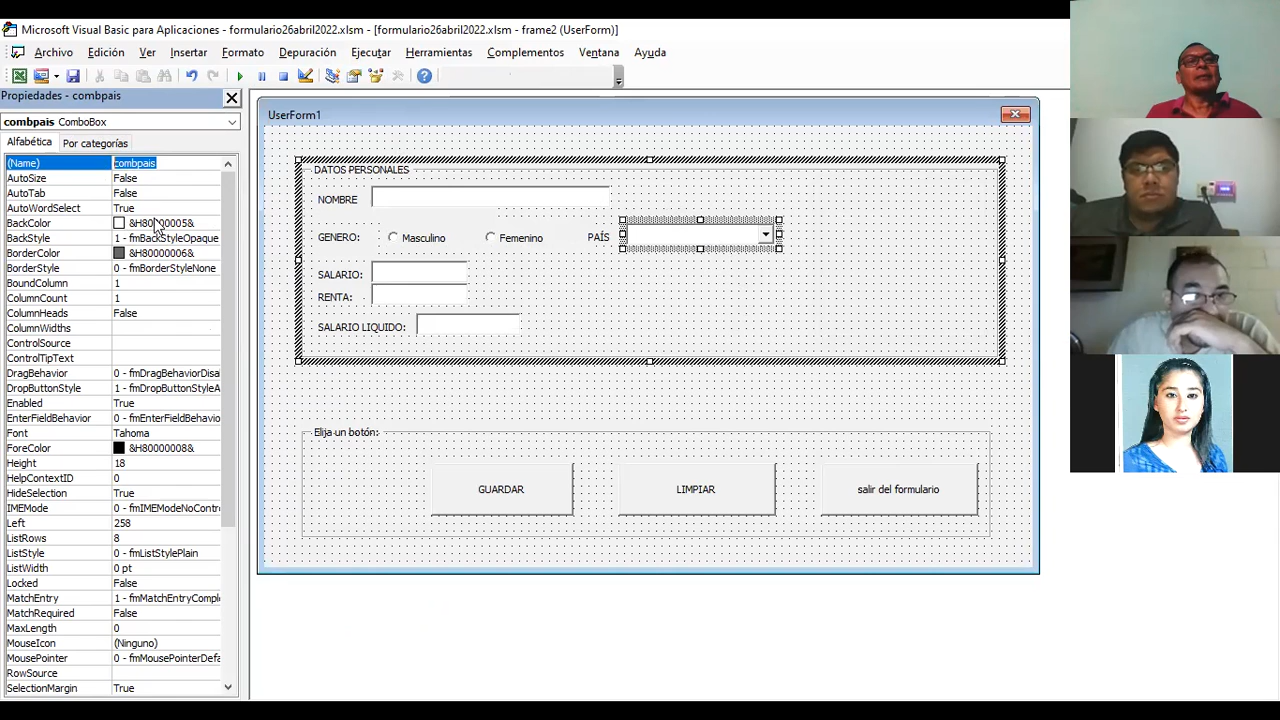 Microsoft Visual Basic para Aplicaciones - formulario26abril2022.xlsm - [formulario26abril2022.xlsm - frame2 (UserForm)]
Archivo Edición Ver Insertar Formato Depuración Ejecutar Herramientas Complementos Ventana Ayuda
Propiedades - combpais
combpais ComboBox
Alfabética Por categorías
(Name) combpais
AutoSize False
AutoTab False
AutoWordSelect True
BackColor &H80000005&
BackStyle 1 - fmBackStyleOpaque
BorderColor &H80000006&
BorderStyle 0 - fmBorderStyleNone
BoundColumn 1
ColumnCount 1
ColumnHeads False
ColumnWidths
ControlSource
ControlTipText
DragBehavior 0 - fmDragBehaviorDisal
DropButtonStyle 1 - fmDropButtonStyleA
Enabled True
EnterFieldBehavior 0 - fmEnterFieldBehavio
Font Tahoma
ForeColor &H80000008&
Height 18
HelpContextID 0
HideSelection True
IMEMode 0 - fmIMEModeNoContr
Left 258
ListRows 8
ListStyle 0 - fmListStylePlain
ListWidth 0 pt
Locked False
MatchEntry 1 - fmMatchEntryCompl
MatchRequired False
MaxLength 0
MouseIcon (Ninguno)
MousePointer 0 - fmMousePointerDefa
RowSource
SelectionMargin True
UserForm1
DATOS PERSONALES
NOMBRE
GENERO: Masculino Femenino PAÍS
SALARIO:
RENTA:
SALARIO LIQUIDO:
Elija un botón:
GUARDAR LIMPIAR salir del formulario